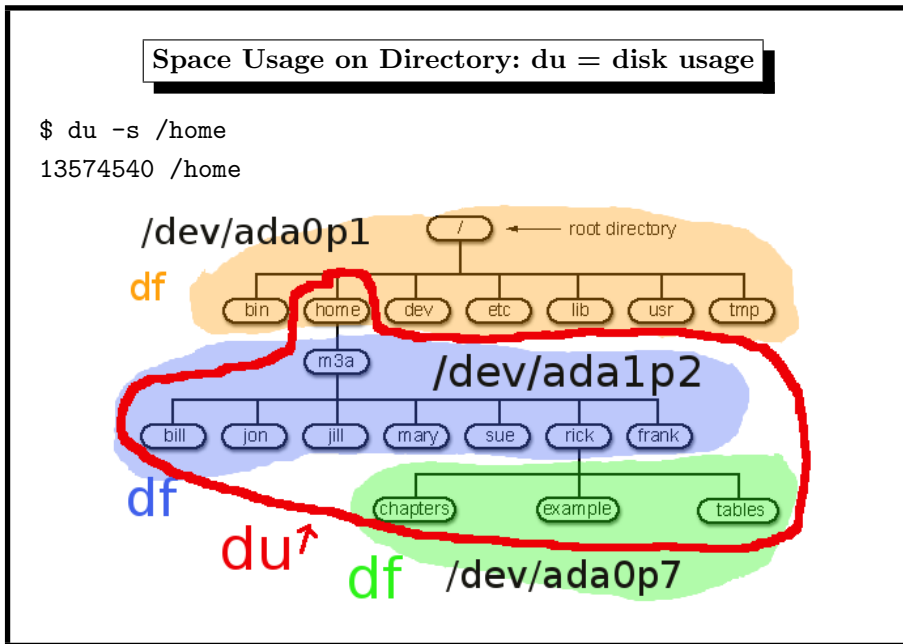 Space Usage on Directory: du = disk usage
$ du -s /home
13574540 /home
/dev/ada0p1
/
root directory
df
bin
home
dev
etc
lib
usr
tmp
m3a
/dev/ada1p2
bill
jon
jill
mary
sue
rick
frank
df
chapters
example
tables
du
df
/dev/ada0p7